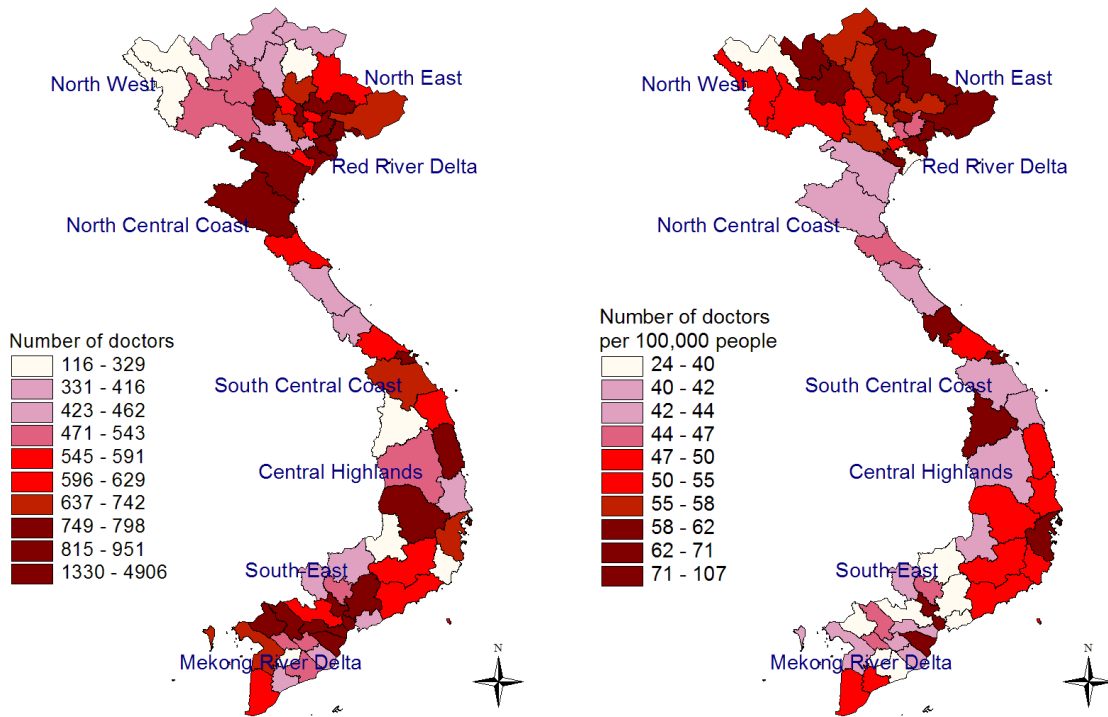 North West
North East
Red River Delta
North Central Coast
Number of doctors
116 - 329
331 - 416
423 - 462
471 - 543
545 - 591
596 - 629
637 - 742
749 - 798
815 - 951
1330 - 4906
South Central Coast
Central Highlands
South-East
Mekong River Delta
N
North West
North East
Red River Delta
North Central Coast
Number of doctors
per 100,000 people
24 - 40
40 - 42
42 - 44
44 - 47
47 - 50
50 - 55
55 - 58
58 - 62
62 - 71
71 - 107
South Central Coast
Central Highlands
South-East
Mekong River Delta
N